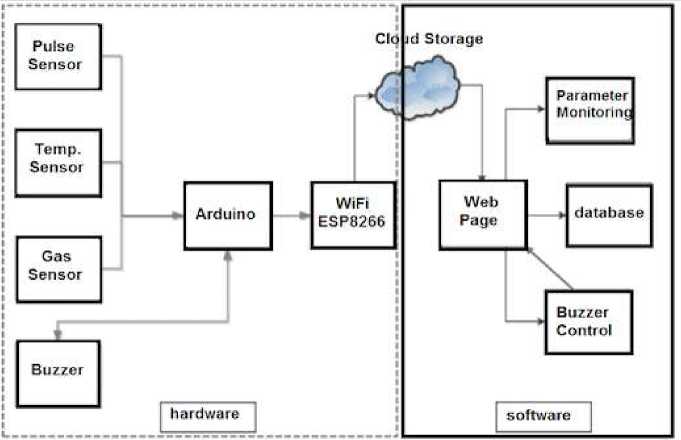 Cloud Storage
Pulse
Sensor
Temp.
Sensor
Gas
Sensor
Buzzer
Arduino
WiFi
ESP8266
hardware
Web
Page
Parameter
Monitoring
database
Buzzer
Control
software